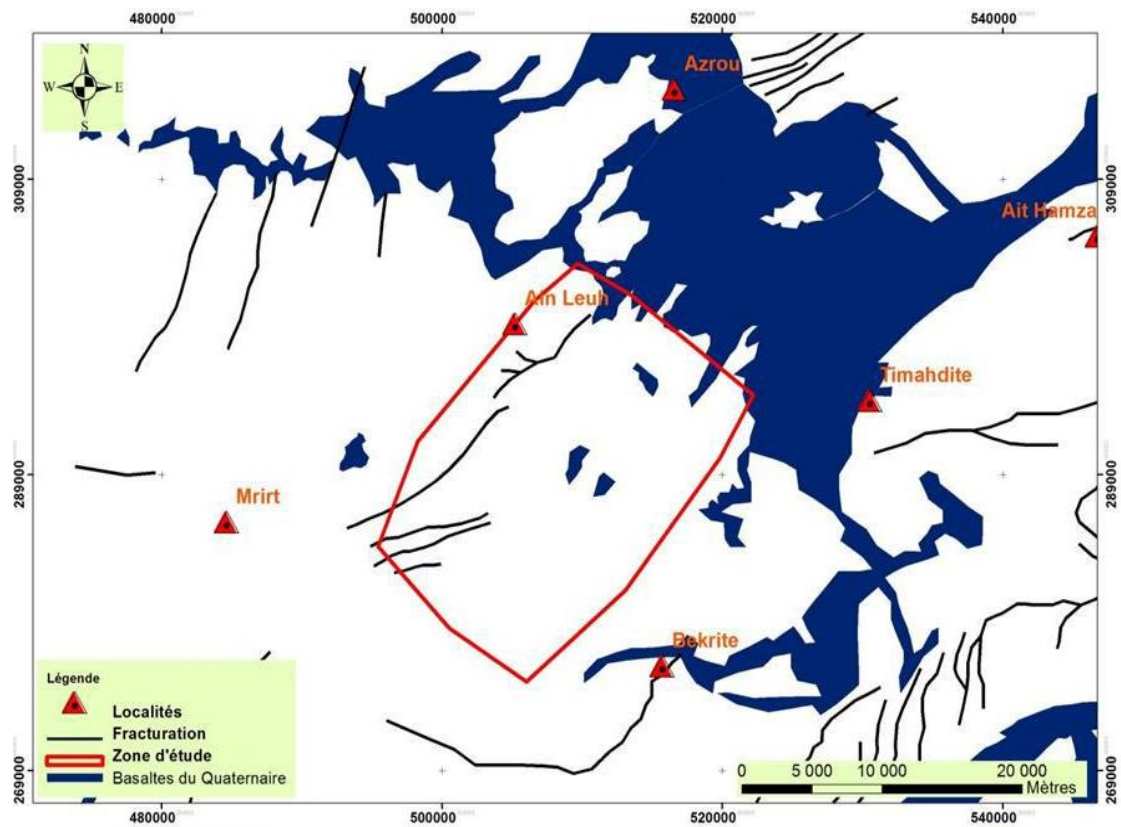 480000 500000 520000 540000
N
W E
S
Azrou
309000 309000
Ait Hamza
Ain Leuh
Timahdite
289000 289000
Mrirt
Bekrite
Légende
Localités
Fracturation
Zone d'étude
Basaltes du Quaternaire
0 5 000 10 000 20 000
Mètres
269000 269000
480000 500000 520000 540000